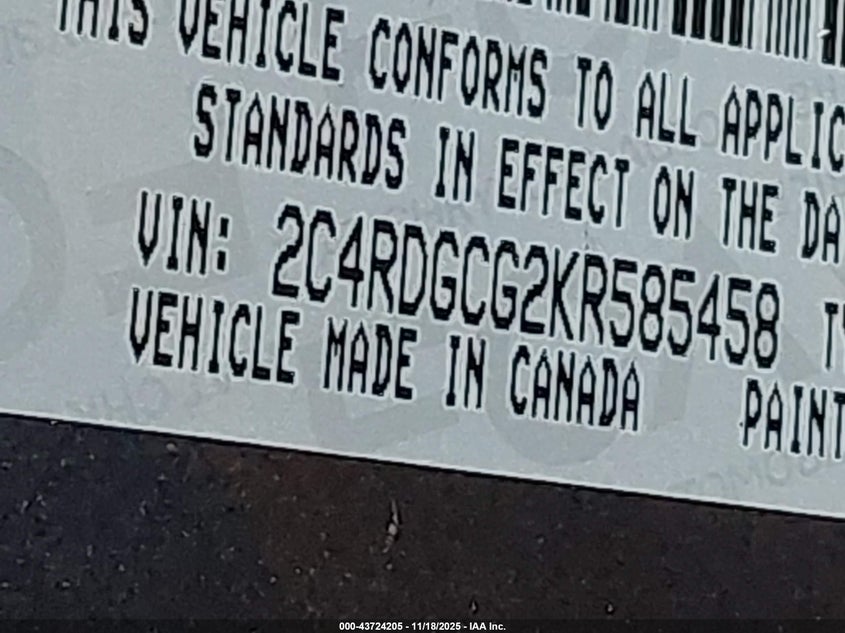 THIS VEHICLE CONFORMS TO ALL APPLIC
STANDARDS IN EFFECT ON THE DA
VIN: 2C4RDGCG2KR585458 TY
VEHICLE MADE IN CANADA PAINT
000-43724205 - 11/18/2025 - IAA Inc.